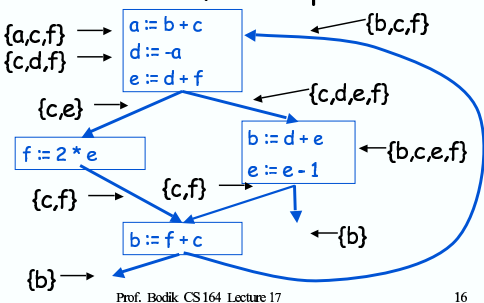 {b,c,f}
{a,c,f}
a := b + c
{c,d,f}
d := -a
e := d + f
{c,e}
{c,d,e,f}
f := 2 * e
b := d + e
{b,c,e,f}
e := e - 1
{c,f}
{c,f}
b := f + c
{b}
{b}
Prof. Bodik CS 164 Lecture 17
16